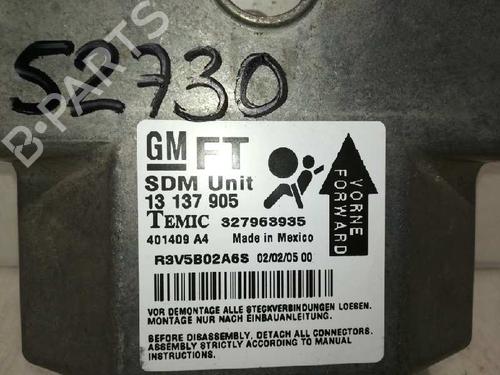 52730
B-PARTS
GM FT
SDM Unit
13 137 905
TEMIC 327963935
401409 A4 Made in Mexico
R3V5B02A6S 02/02/05 00
VORNE
FORWARD
VOR DEMONTAGE ALLE STECKVERBINDUNGEN LOESEN.
MONTAGE NUR NACH EINBAUANLEITUNG.
BEFORE DISASSEMBLY, DETACH ALL CONNECTORS.
ASSEMBLY STRICTLY ACCORDING TO MANUAL
INSTRUCTIONS.